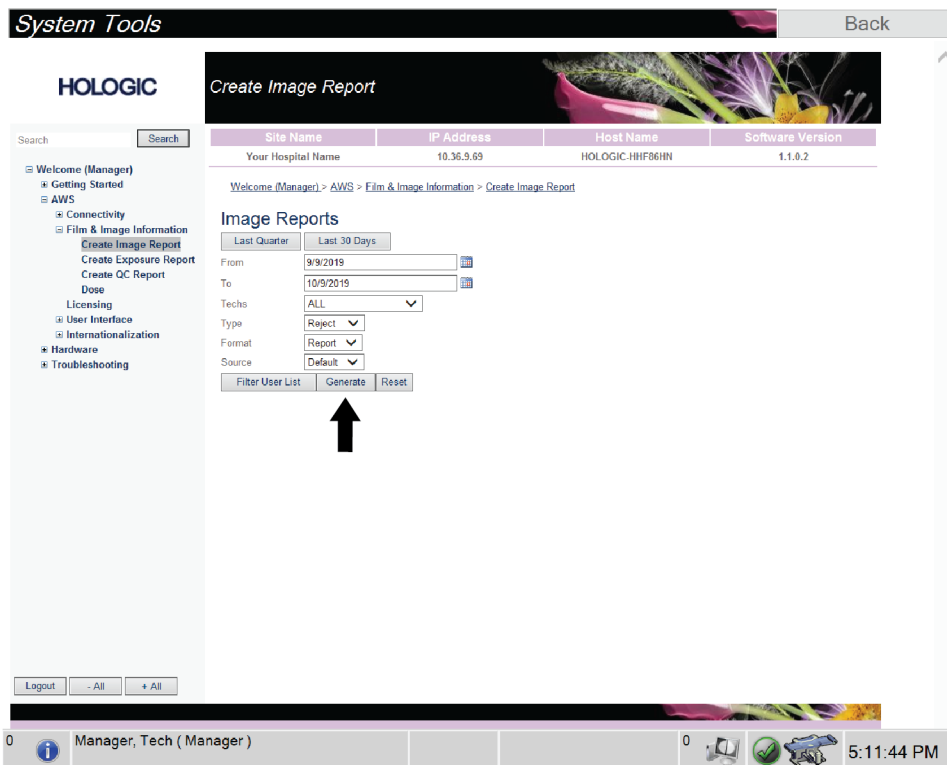 System Tools
Back
HOLOGIC
Create Image Report
Search
Search
Site Name IP Address Host Name Software Version
Your Hospital Name 10.36.9.69 HOLOGIC-HHF86HN 1.1.0.2
Welcome (Manager)
Getting Started
AWS
Connectivity
Film & Image Information
Create Image Report
Create Exposure Report
Create QC Report
Dose
Licensing
User Interface
Internationalization
Hardware
Troubleshooting
Welcome (Manager) > AWS > Film & Image Information > Create Image Report
Image Reports
Last Quarter Last 30 Days
From 9/9/2019
To 10/9/2019
Techs ALL
Type Reject
Format Report
Source Default
Filter User List Generate Reset
Logout - All + All
0 Manager, Tech ( Manager ) 0 5:11:44 PM